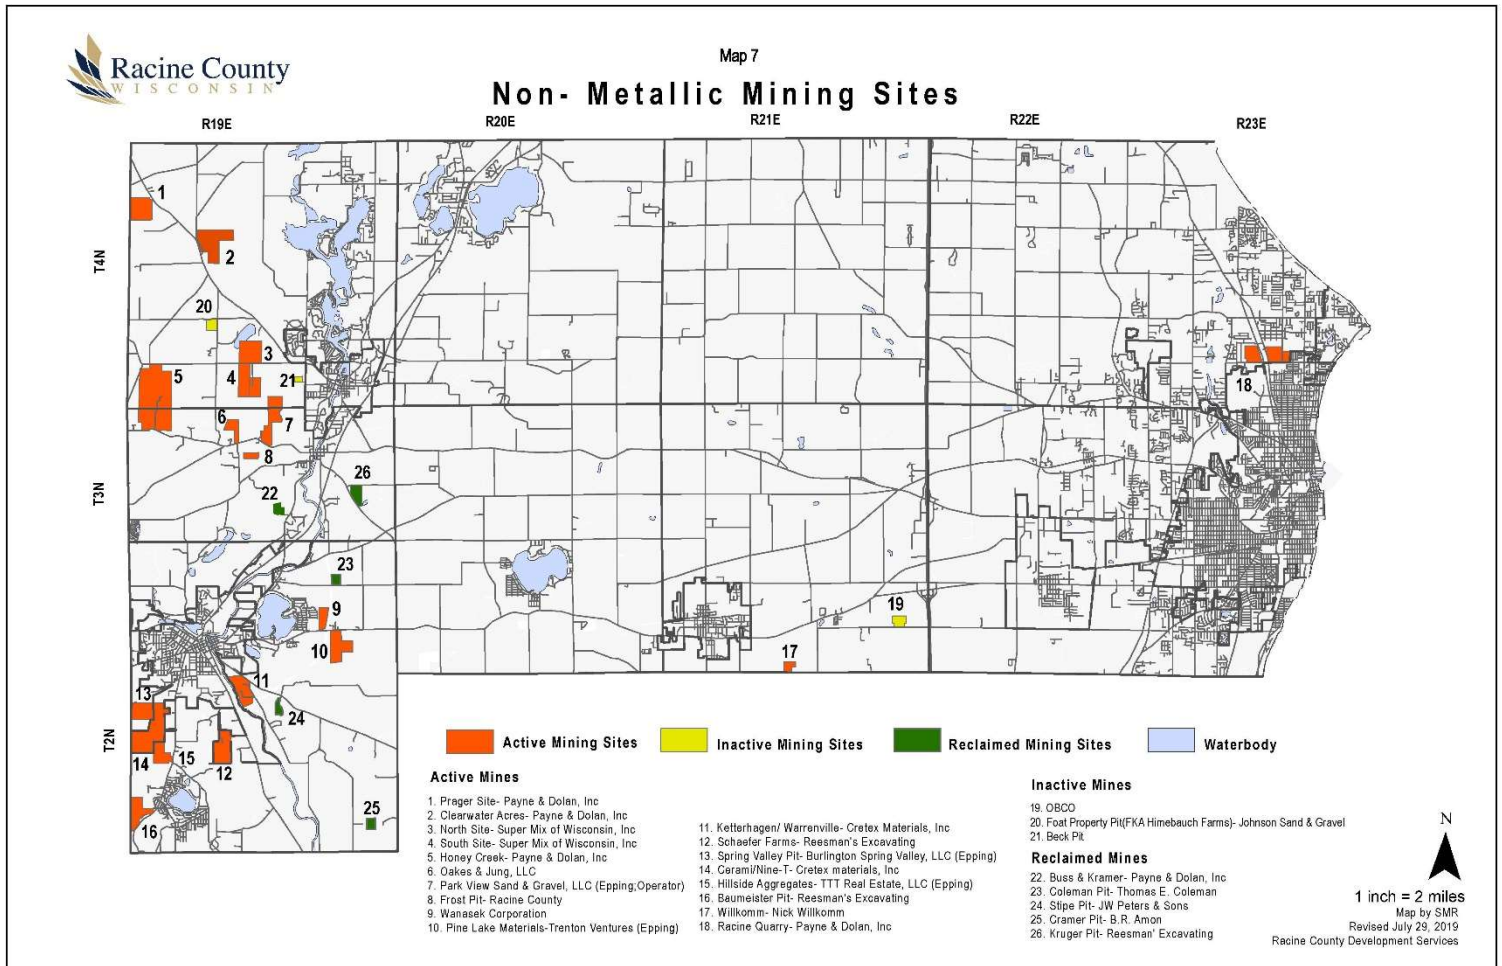 Racine County
WISCONSIN
Map 7
Non- Metallic Mining Sites
R19E
R20E
R21E
R22E
R23E
T4N
T3N
T2N
1
2
20
3
4
5
21
6
7
8
26
22
23
9
10
11
13
24
14
15
12
16
25
17
19
18
Active Mining Sites
Inactive Mining Sites
Reclaimed Mining Sites
Waterbody
Active Mines
1. Prager Site- Payne & Dolan, Inc
2. Clearwater Acres- Payne & Dolan, Inc
3. North Site- Super Mix of Wisconsin, Inc
4. South Site- Super Mix of Wisconsin, Inc
5. Honey Creek- Payne & Dolan, Inc
6. Oakes & Jung, LLC
7. Park View Sand & Gravel, LLC (Epping;Operator)
8. Frost Pit- Racine County
9. Wanasek Corporation
10. Pine Lake Materials-Trenton Ventures (Epping)
11. Ketterhagen/ Warrenville- Cretex Materials, Inc
12. Schaefer Farms- Reesman's Excavating
13. Spring Valley Pit- Burlington Spring Valley, LLC (Epping)
14. Cerami/Nine-T- Cretex materials, Inc
15. Hillside Aggregates- TTT Real Estate, LLC (Epping)
16. Baumeister Pit- Reesman's Excavating
17. Willkomm- Nick Willkomm
18. Racine Quarry- Payne & Dolan, Inc
Inactive Mines
19. OBCO
20. Foat Property Pit(FKA Himebauch Farms)- Johnson Sand & Gravel
21. Beck Pit
Reclaimed Mines
22. Buss & Kramer- Payne & Dolan, Inc
23. Coleman Pit- Thomas E. Coleman
24. Stipe Pit- JW Peters & Sons
25. Cramer Pit- B.R. Amon
26. Kruger Pit- Reesman' Excavating
N
1 inch = 2 miles
Map by SMR
Revised July 29, 2019
Racine County Development Services